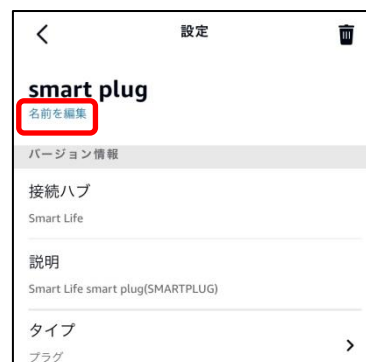 設定
smart plug
名前を編集
バージョン情報
接続ハブ
Smart Life
説明
Smart Life smart plug(SMARTPLUG)
タイプ
プラグ